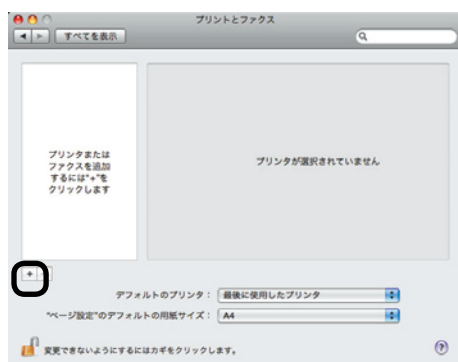 プリントとファクス
すべてを表示
プリンタまたは
ファクスを追加
するには"+"を
クリックします
プリンタが選択されていません
+
デフォルトのプリンタ： 最後に使用したプリンタ
"ページ設定"のデフォルトの用紙サイズ： A4
変更できないようにするにはカギをクリックします。
?